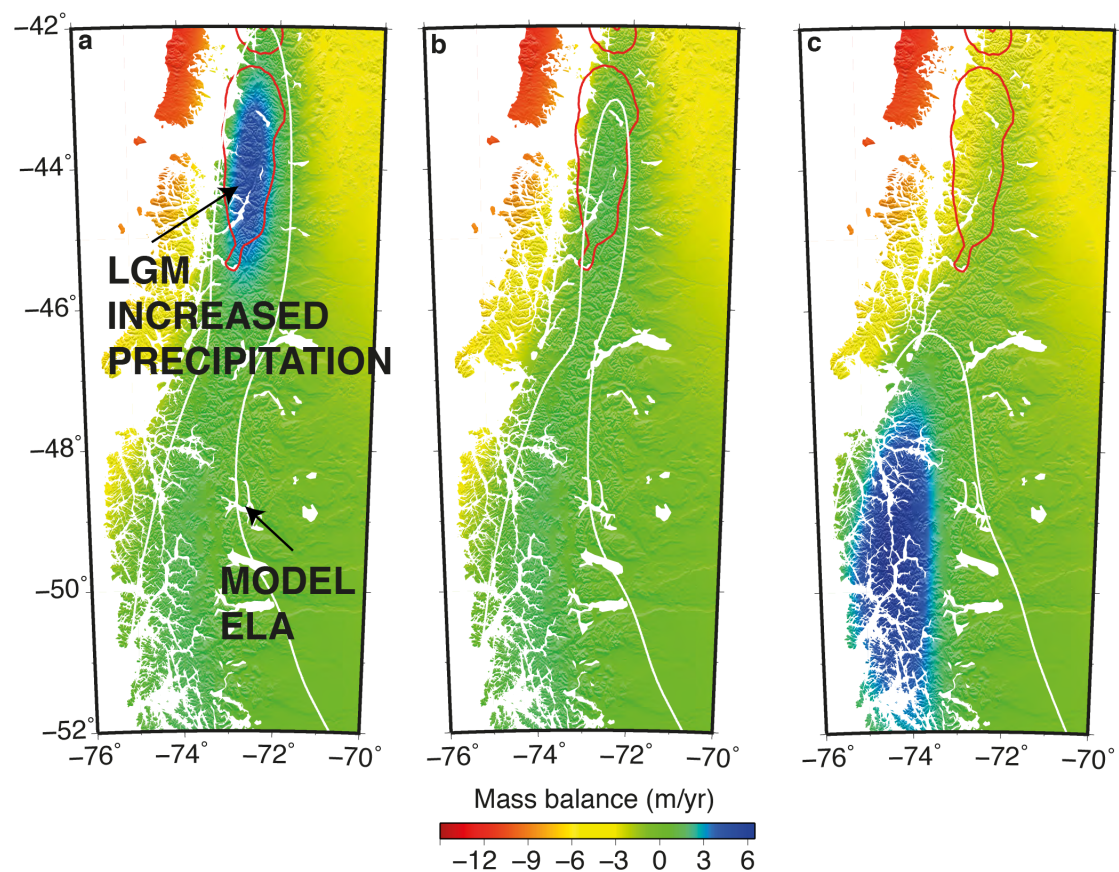 a
b
c
−42°
−44°
−46°
−48°
−50°
−52°
LGM
INCREASED
PRECIPITATION
MODEL
ELA
−76° −74° −72° −70°
−76° −74° −72° −70°
−76° −74° −72° −70°
Mass balance (m/yr)
−12 −9 −6 −3 0 3 6